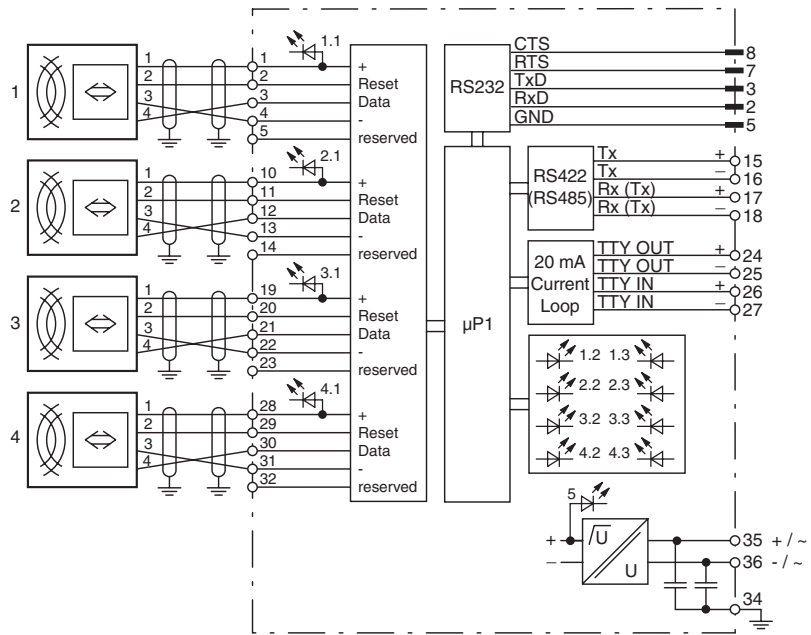 1
1
2
3
4
1
2
3
4
5
1.1
+
Reset
Data
-
reserved
2
1
2
3
4
10
11
12
13
14
2.1
+
Reset
Data
-
reserved
3
1
2
3
4
19
20
21
22
23
3.1
+
Reset
Data
-
reserved
4
1
2
3
4
28
29
30
31
32
4.1
+
Reset
Data
-
reserved
µP1
RS232
CTS 8
RTS 7
TxD 3
RxD 2
GND 5
RS422
(RS485)
Tx + 15
Tx – 16
Rx (Tx) + 17
Rx (Tx) – 18
20 mA
Current
Loop
TTY OUT + 24
TTY OUT – 25
TTY IN + 26
TTY IN – 27
1.2 1.3
2.2 2.3
3.2 3.3
4.2 4.3
5
+
–
U
U
35 + / ~
36 - / ~
34